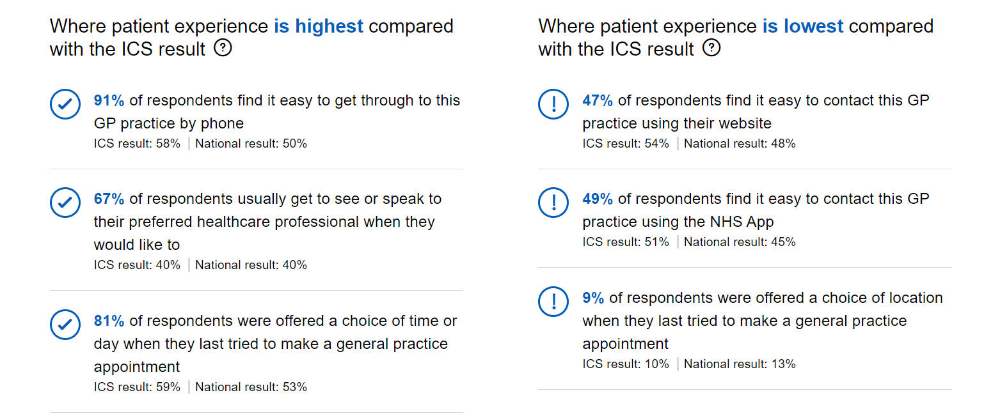 Where patient experience is highest compared
with the ICS result ?
91% of respondents find it easy to get through to this
GP practice by phone
ICS result: 58% | National result: 50%
67% of respondents usually get to see or speak to
their preferred healthcare professional when they
would like to
ICS result: 40% | National result: 40%
81% of respondents were offered a choice of time or
day when they last tried to make a general practice
appointment
ICS result: 59% | National result: 53%
Where patient experience is lowest compared
with the ICS result ?
! 47% of respondents find it easy to contact this GP
practice using their website
ICS result: 54% | National result: 48%
! 49% of respondents find it easy to contact this GP
practice using the NHS App
ICS result: 51% | National result: 45%
! 9% of respondents were offered a choice of location
when they last tried to make a general practice
appointment
ICS result: 10% | National result: 13%